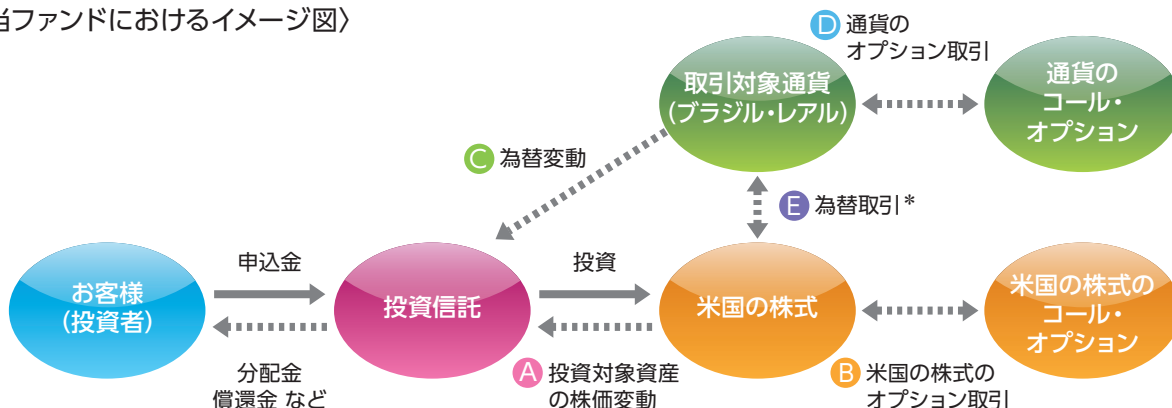 当ファンドにおけるイメージ図〉
D 通貨の
オプション取引
取引対象通貨
(ブラジル・レアル)
通貨の
コール・
オプション
C 為替変動
E 為替取引*
申込金
投資
お客様
(投資者)
投資信託
米国の株式
米国の株式の
コール・
オプション
分配金
償還金 など
A 投資対象資産
の株価変動
B 米国の株式の
オプション取引